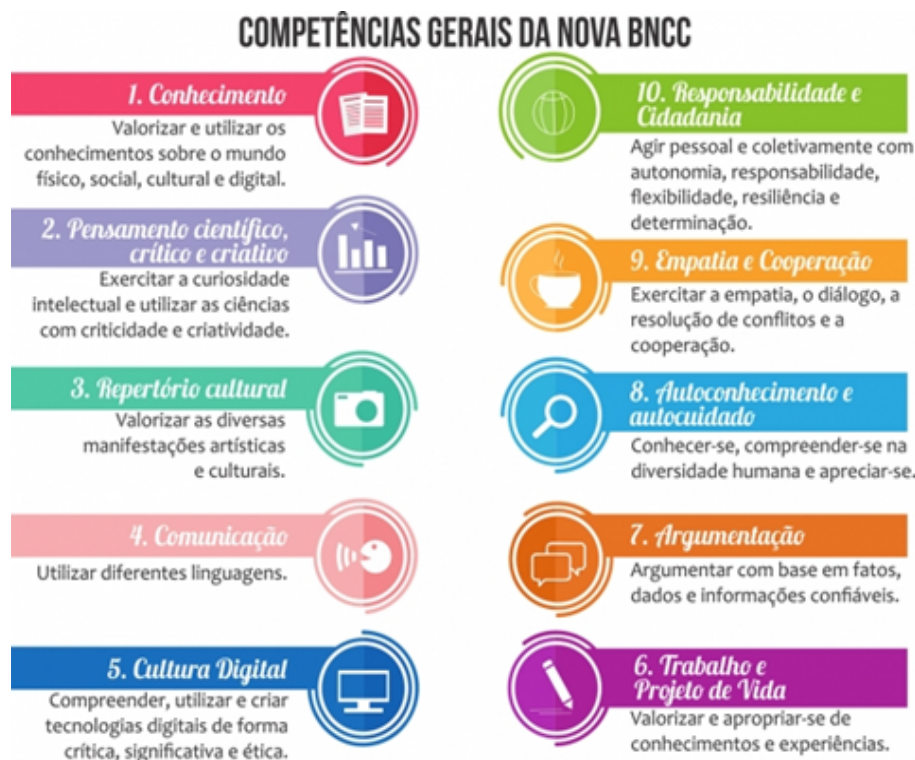 COMPETÊNCIAS GERAIS DA NOVA BNCC
1. Conhecimento
Valorizar e utilizar os
conhecimentos sobre o mundo
físico, social, cultural e digital.
2. Pensamento científico,
crítico e criativo
Exercitar a curiosidade
intelectual e utilizar as ciências
com criticidade e criatividade.
3. Repertório cultural
Valorizar as diversas
manifestações artísticas
e culturais.
4. Comunicação
Utilizar diferentes linguagens.
5. Cultura Digital
Compreender, utilizar e criar
tecnologias digitais de forma
crítica, significativa e ética.
10. Responsabilidade e
Cidadania
Agir pessoal e coletivamente com
autonomia, responsabilidade,
flexibilidade, resiliência e
determinação.
9. Empatia e Cooperação
Exercitar a empatia, o diálogo, a
resolução de conflitos e a
cooperação.
8. Autoconhecimento e
autocuidado
Conhecer-se, compreender-se na
diversidade humana e apreciar-se.
7. Argumentação
Argumentar com base em fatos,
dados e informações confiáveis.
6. Trabalho e
Projeto de Vida
Valorizar e apropriar-se de
conhecimentos e experiências.